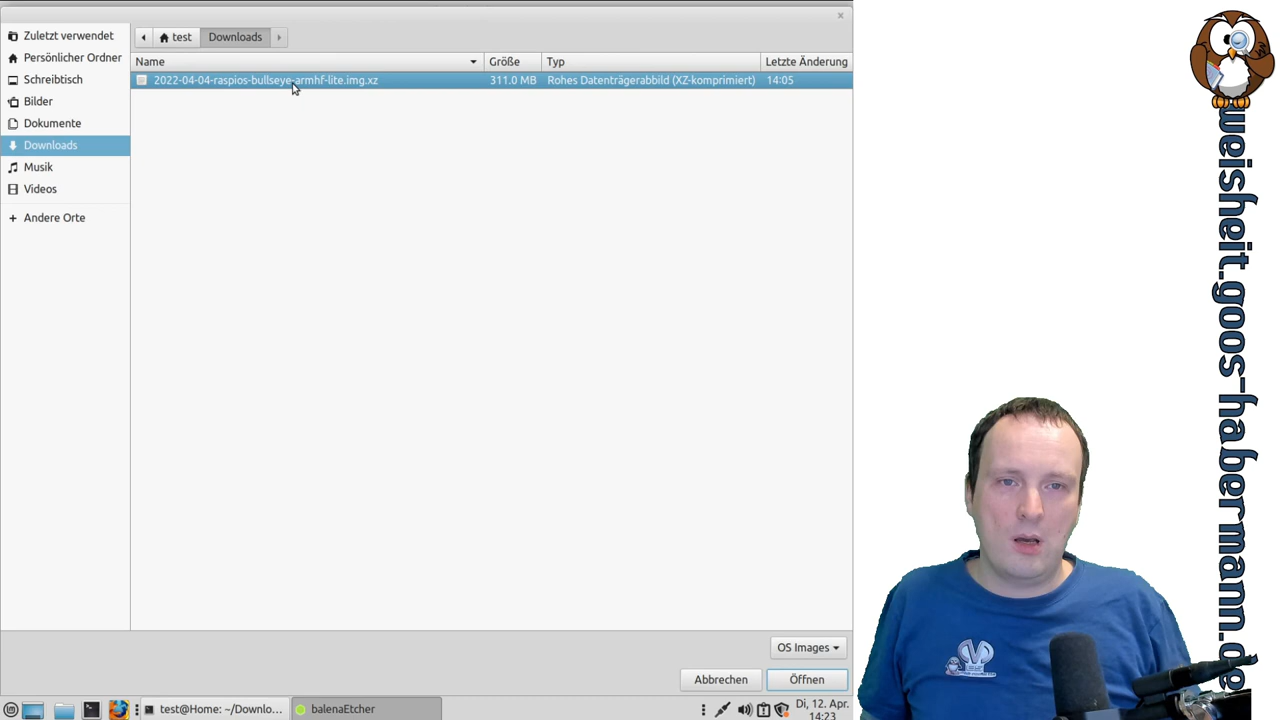 Zuletzt verwendet
Persönlicher Ordner
Schreibtisch
Bilder
Dokumente
Downloads
Musik
Videos
Andere Orte
test
Downloads
Name
Größe
Typ
Letzte Änderung
2022-04-04-raspios-bullseye-armhf-lite.img.xz
311.0 MB
Rohes Datenträgerabbild (XZ-komprimiert)
14:05
OS Images
Abbrechen
Öffnen
test@Home: ~/Downlo...
balenaEtcher
Di, 12. Apr.
14:23
weisheit.goos-habermann.de